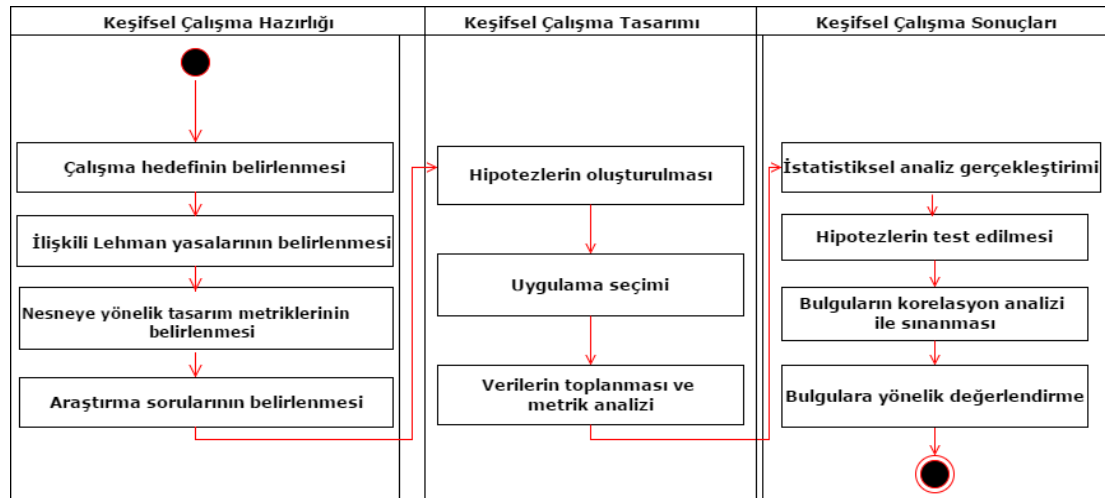 Keşifsel Çalışma Hazırlığı
Keşifsel Çalışma Tasarımı
Keşifsel Çalışma Sonuçları
Çalışma hedefinin belirlenmesi
İlişkili Lehman yasalarının belirlenmesi
Nesneye yönelik tasarım metriklerinin
belirlenmesi
Araştırma sorularının belirlenmesi
Hipotezlerin oluşturulması
Uygulama seçimi
Verilerin toplanması ve
metrik analizi
İstatistiksel analiz gerçekleştirimi
Hipotezlerin test edilmesi
Bulguların korelasyon analizi
ile sınanması
Bulgulara yönelik değerlendirme